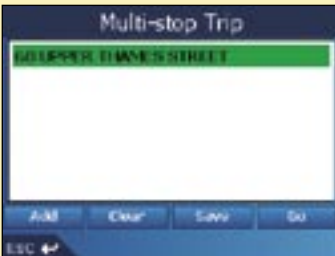 Multi-stop Trip
60 UPPER THAMES STREET
Add Clear Save Go
ESC